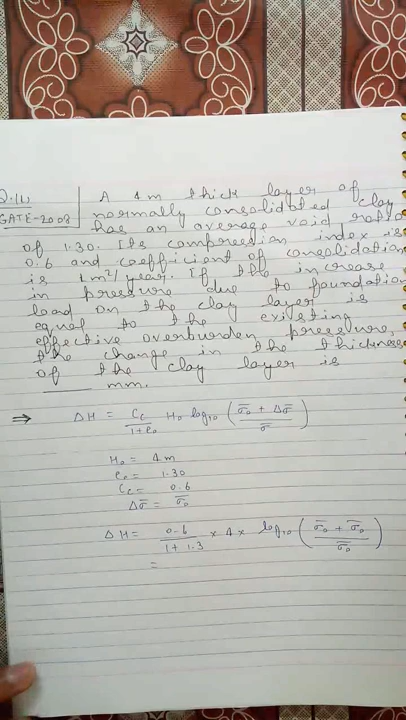 Q.(1) A 4m thick layer of
GATE-2008 normally consolidated clay
has an average void ratio
of 1.30. Its compression index is
0.6 and coefficient of consolidation
is 1m²/year. If the increase
in pressure due to foundation
load on the clay layer is
equal to the existing
effective overburden pressure,
the change in the thickness
of the clay layer is
______ mm.
⇒ ΔH = Cc/(1+e₀) H₀ log₁₀ ((σ̄₀ + Δσ̄)/σ̄)
H₀ = 4m
e₀ = 1.30
Cc = 0.6
Δσ̄ = σ̄₀
ΔH = 0.6/(1+1.3) × 4 × log₁₀ ((σ̄₀ + σ̄₀)/σ̄₀)
=